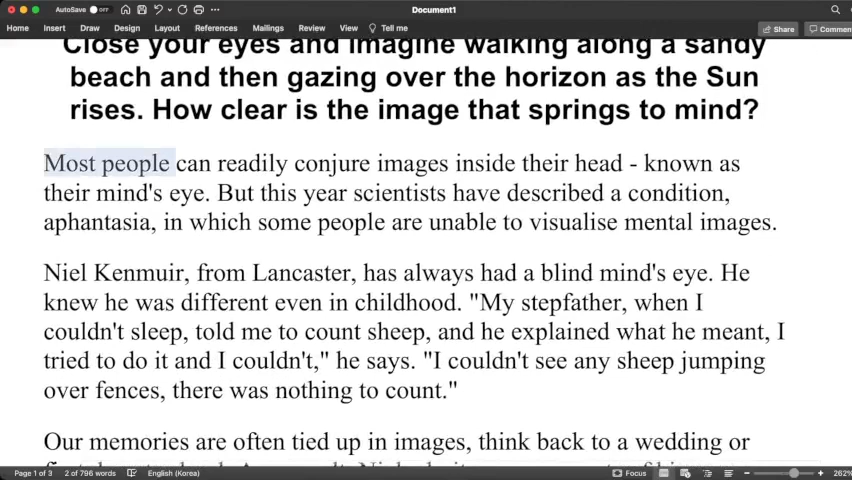 AutoSave OFF
Document1
Home Insert Draw Design Layout References Mailings Review View Tell me
Share Comments
Close your eyes and imagine walking along a sandy
beach and then gazing over the horizon as the Sun
rises. How clear is the image that springs to mind?
Most people can readily conjure images inside their head - known as
their mind's eye. But this year scientists have described a condition,
aphantasia, in which some people are unable to visualise mental images.
Niel Kenmuir, from Lancaster, has always had a blind mind's eye. He
knew he was different even in childhood. "My stepfather, when I
couldn't sleep, told me to count sheep, and he explained what he meant, I
tried to do it and I couldn't," he says. "I couldn't see any sheep jumping
over fences, there was nothing to count."
Our memories are often tied up in images, think back to a wedding or
Page 1 of 3 2 of 796 words English (Korea) Focus 262%